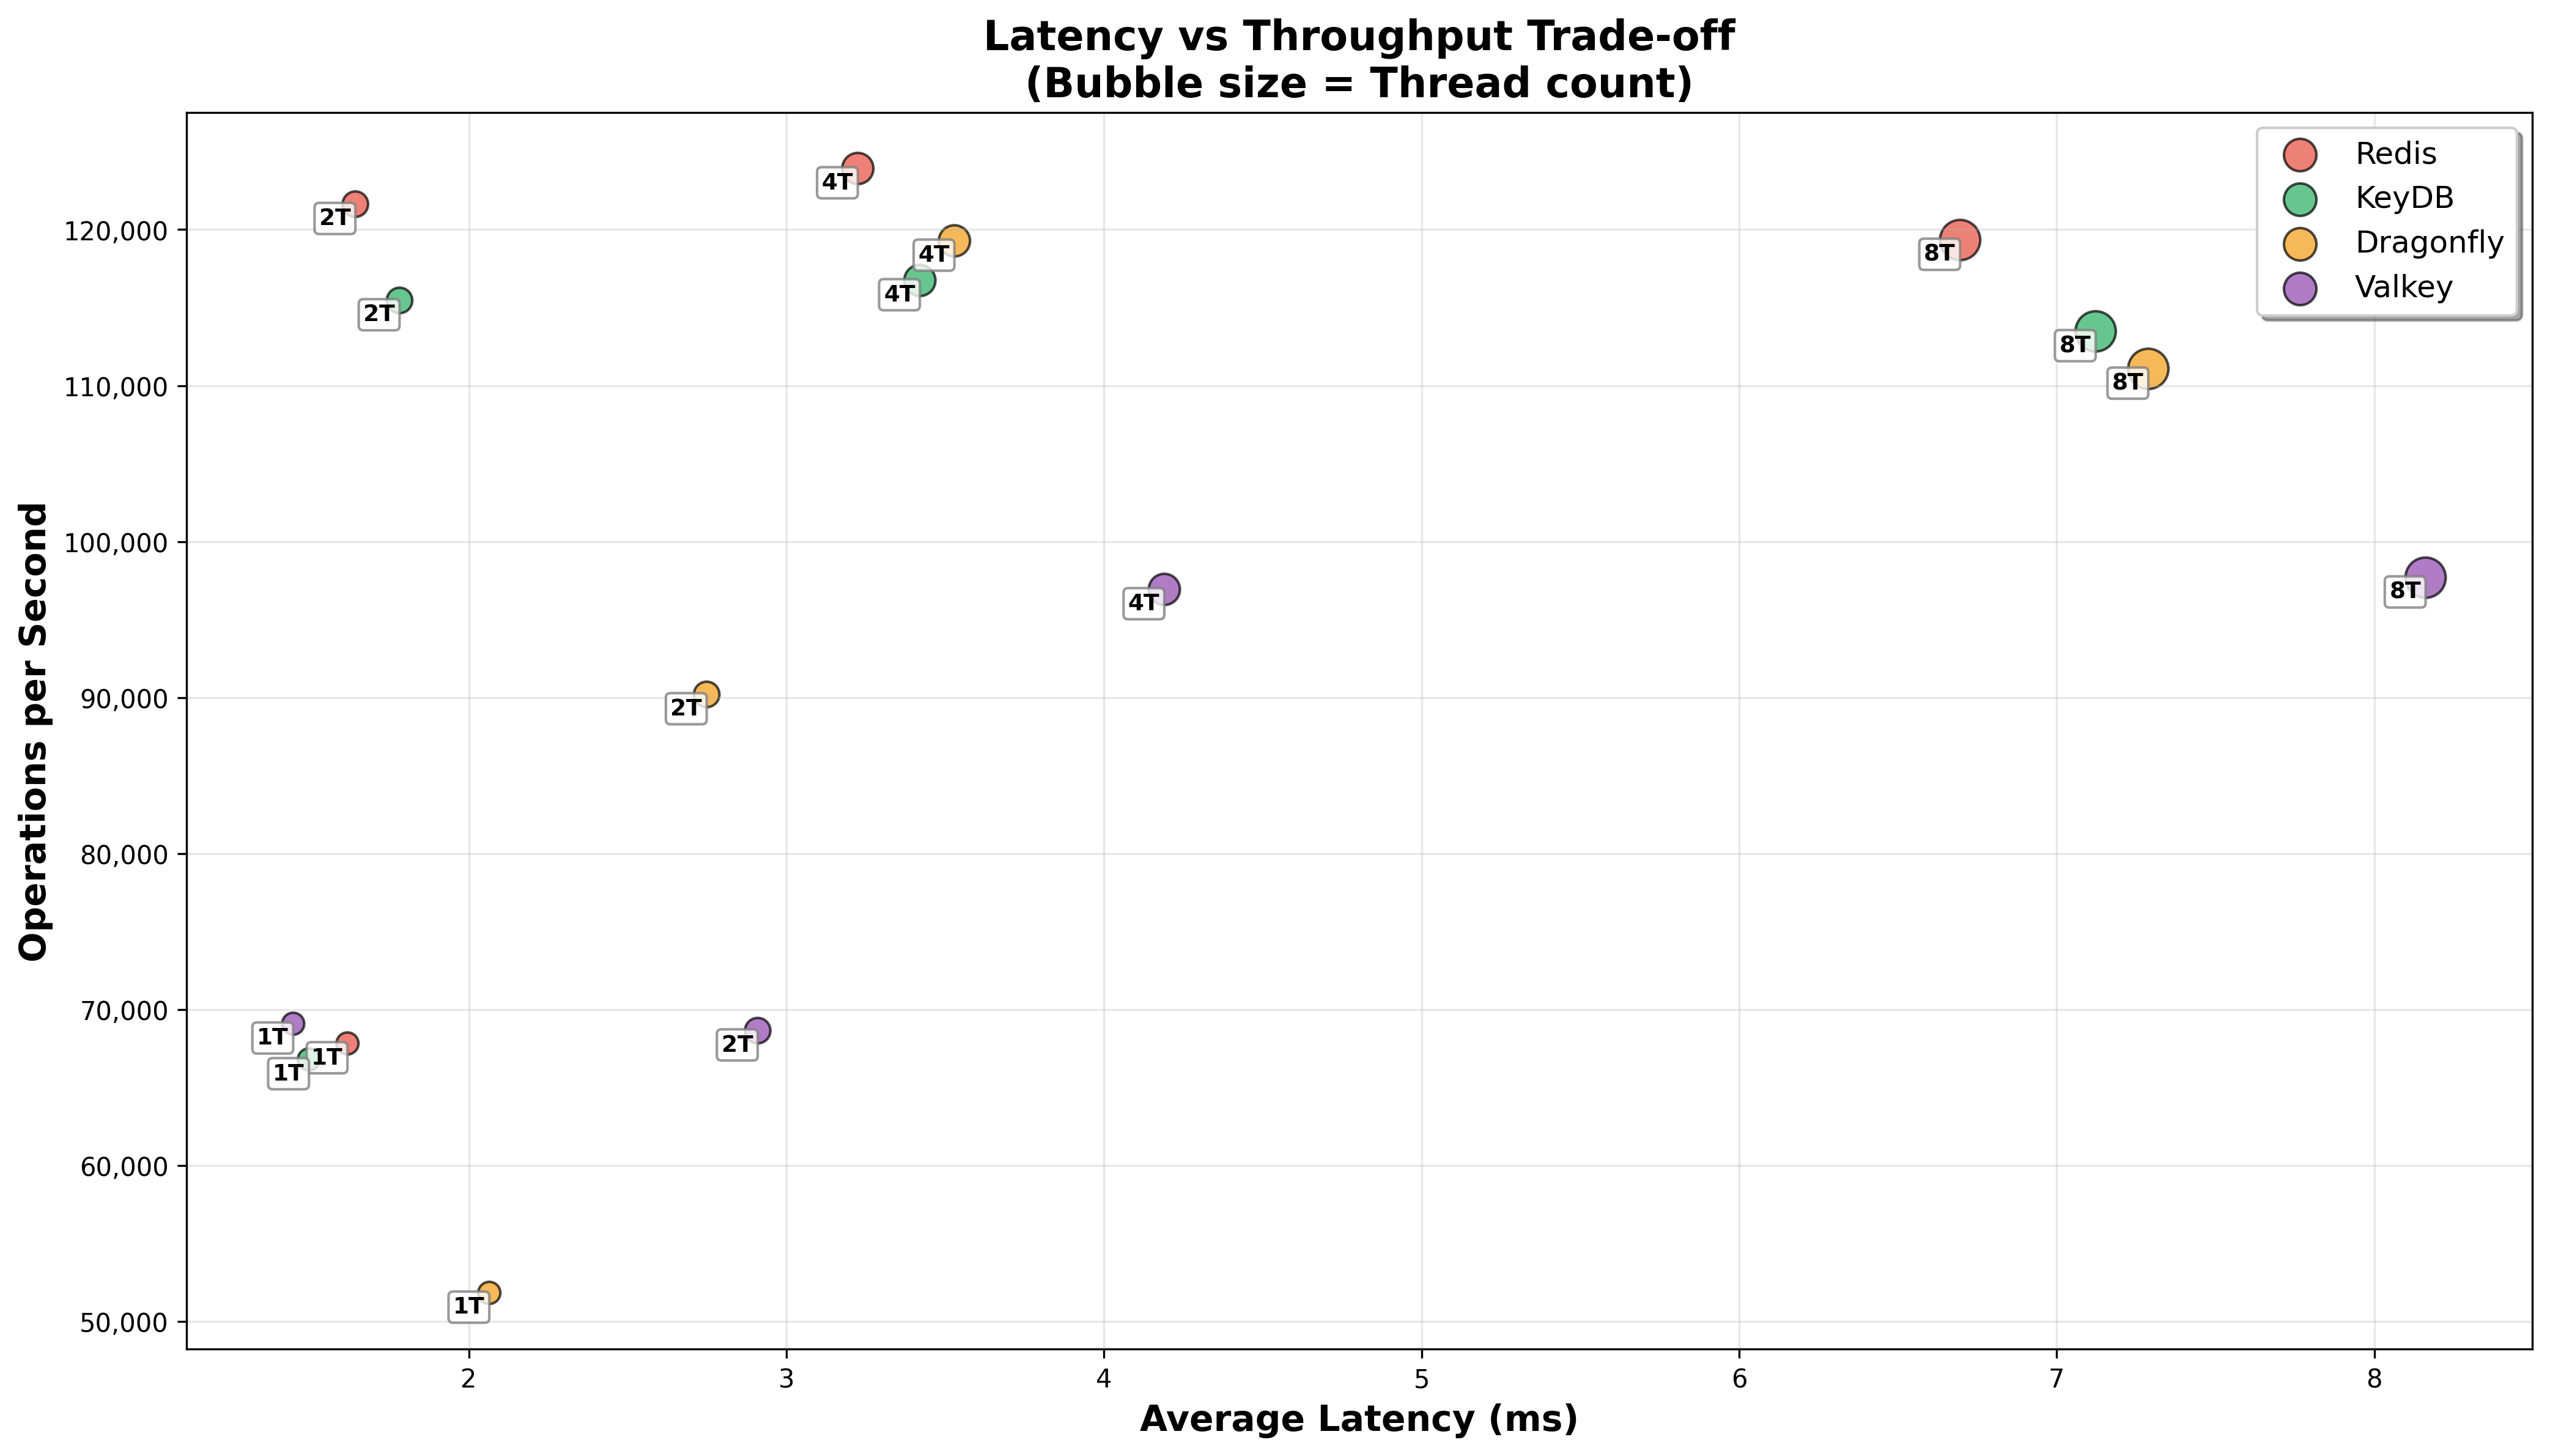 Latency vs Throughput Trade-off
(Bubble size = Thread count)
Redis
KeyDB
Dragonfly
Valkey
Operations per Second
120,000
110,000
100,000
90,000
80,000
70,000
60,000
50,000
4T
2T
4T
8T
4T
2T
8T
8T
4T
8T
2T
1T
1T
2T
1T
1T
2
3
4
5
6
7
8
Average Latency (ms)